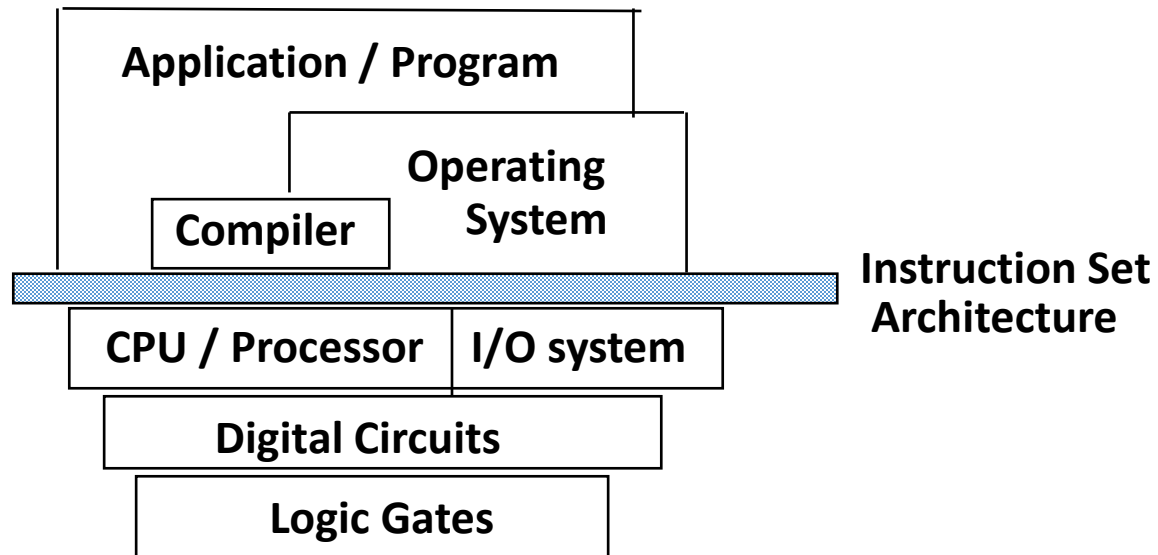 Application / Program
Operating
System
Compiler
Instruction Set
Architecture
CPU / Processor
I/O system
Digital Circuits
Logic Gates